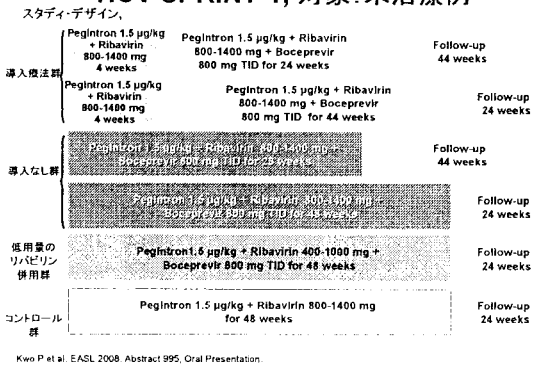 HCV SPRINT-1, 対象:未治療例
スタディ・デザイン,
導入療法群
PegIntron 1.5 µg/kg
+ Ribavirin
800-1400 mg
4 weeks
PegIntron 1.5 µg/kg + Ribavirin
800-1400 mg + Boceprevir
800 mg TID for 24 weeks
Follow-up
44 weeks
PegIntron 1.5 µg/kg
+ Ribavirin
800-1400 mg
4 weeks
PegIntron 1.5 µg/kg + Ribavirin
800-1400 mg + Boceprevir
800 mg TID for 44 weeks
Follow-up
24 weeks
導入なし群
PegIntron 1.5 µg/kg + Ribavirin 400-1400 mg +
Boceprevir 800 mg TID for 28 weeks
Follow-up
44 weeks
PegIntron 1.5 µg/kg + Ribavirin 400-1400 mg +
Boceprevir 800 mg TID for 48 weeks
Follow-up
24 weeks
低用量の
リバビリン
併用群
PegIntron1.5 µg/kg + Ribavirin 400-1000 mg +
Boceprevir 800 mg TID for 48 weeks
Follow-up
24 weeks
コントロール
群
PegIntron 1.5 µg/kg + Ribavirin 800-1400 mg
for 48 weeks
Follow-up
24 weeks
Kwo P et al. EASL 2008. Abstract 995, Oral Presentation.